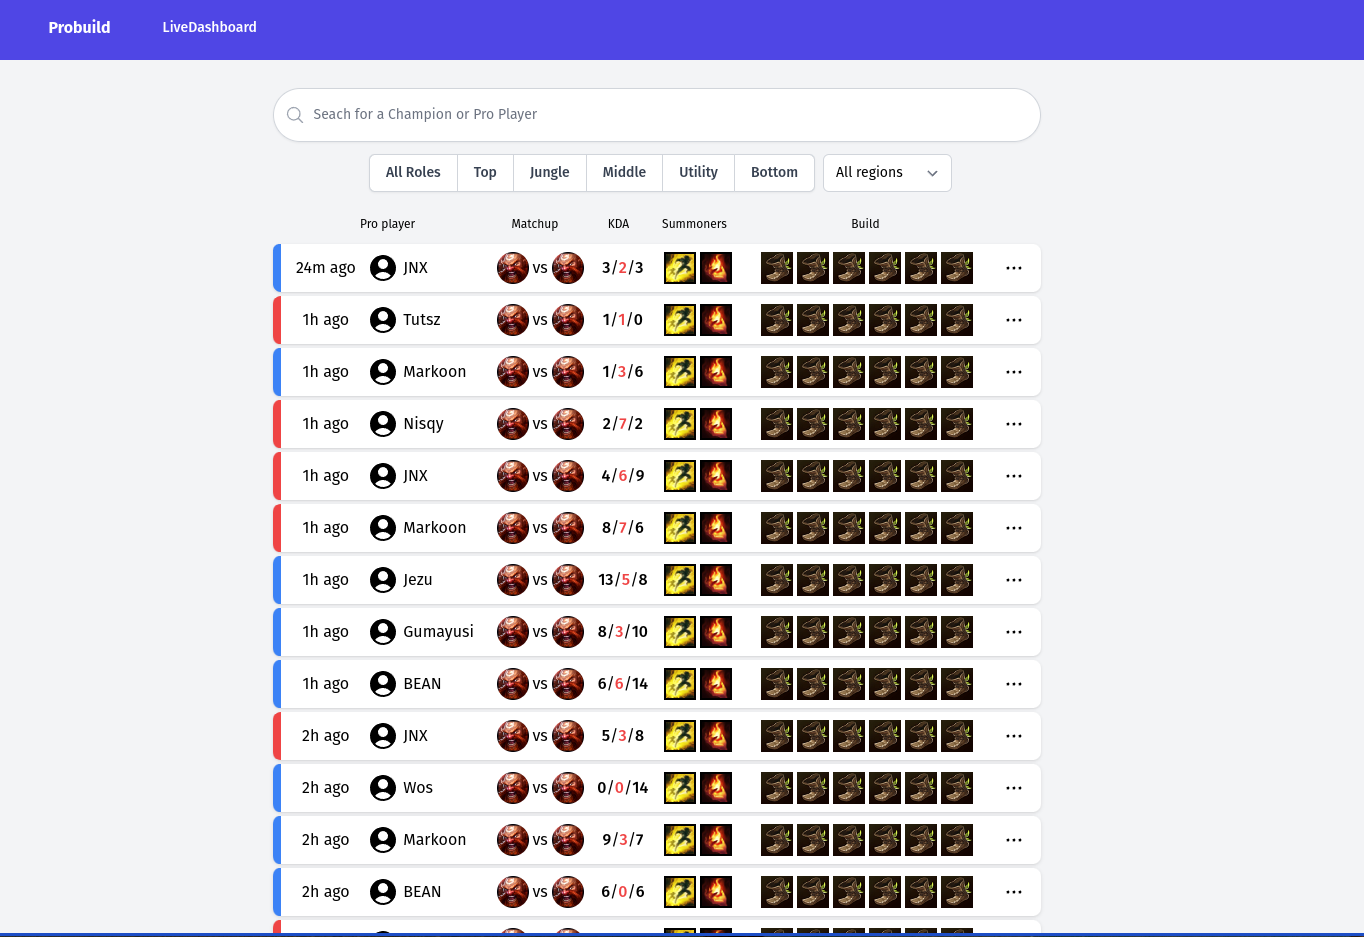 Probuild LiveDashboard
Seach for a Champion or Pro Player
All Roles Top Jungle Middle Utility Bottom All regions
Pro player Matchup KDA Summoners Build
24m ago JNX vs 3/2/3 ...
1h ago Tutsz vs 1/1/0 ...
1h ago Markoon vs 1/3/6 ...
1h ago Nisqy vs 2/7/2 ...
1h ago JNX vs 4/6/9 ...
1h ago Markoon vs 8/7/6 ...
1h ago Jezu vs 13/5/8 ...
1h ago Gumayusi vs 8/3/10 ...
1h ago BEAN vs 6/6/14 ...
2h ago JNX vs 5/3/8 ...
2h ago Wos vs 0/0/14 ...
2h ago Markoon vs 9/3/7 ...
2h ago BEAN vs 6/0/6 ...